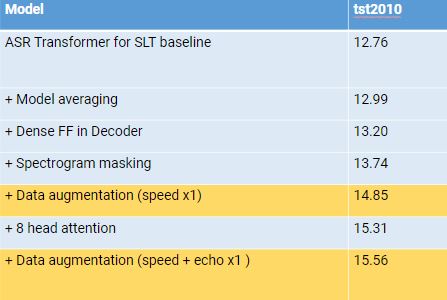 Model tst2010
ASR Transformer for SLT baseline 12.76
+ Model averaging 12.99
+ Dense FF in Decoder 13.20
+ Spectrogram masking 13.74
+ Data augmentation (speed x1) 14.85
+ 8 head attention 15.31
+ Data augmentation (speed + echo x1 ) 15.56